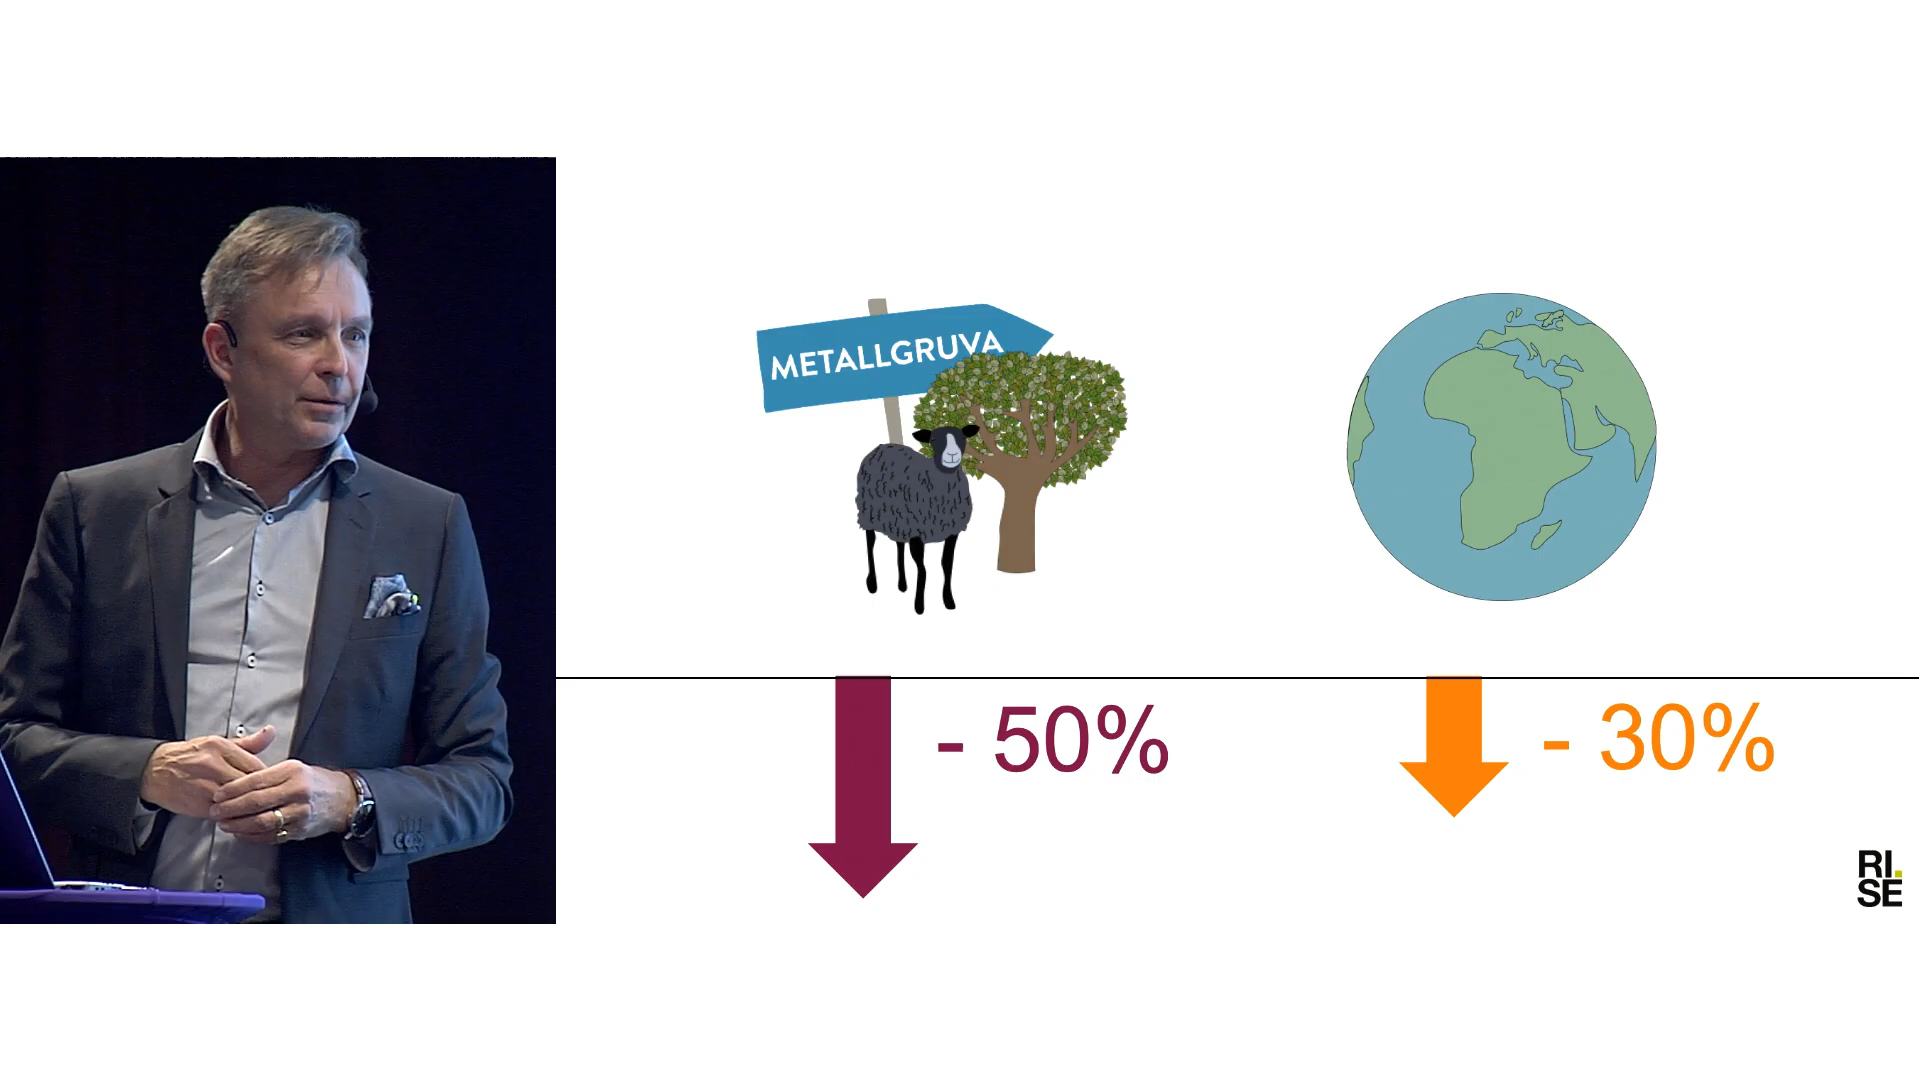 METALLGRUVA
- 50%
- 30%
RI.
SE